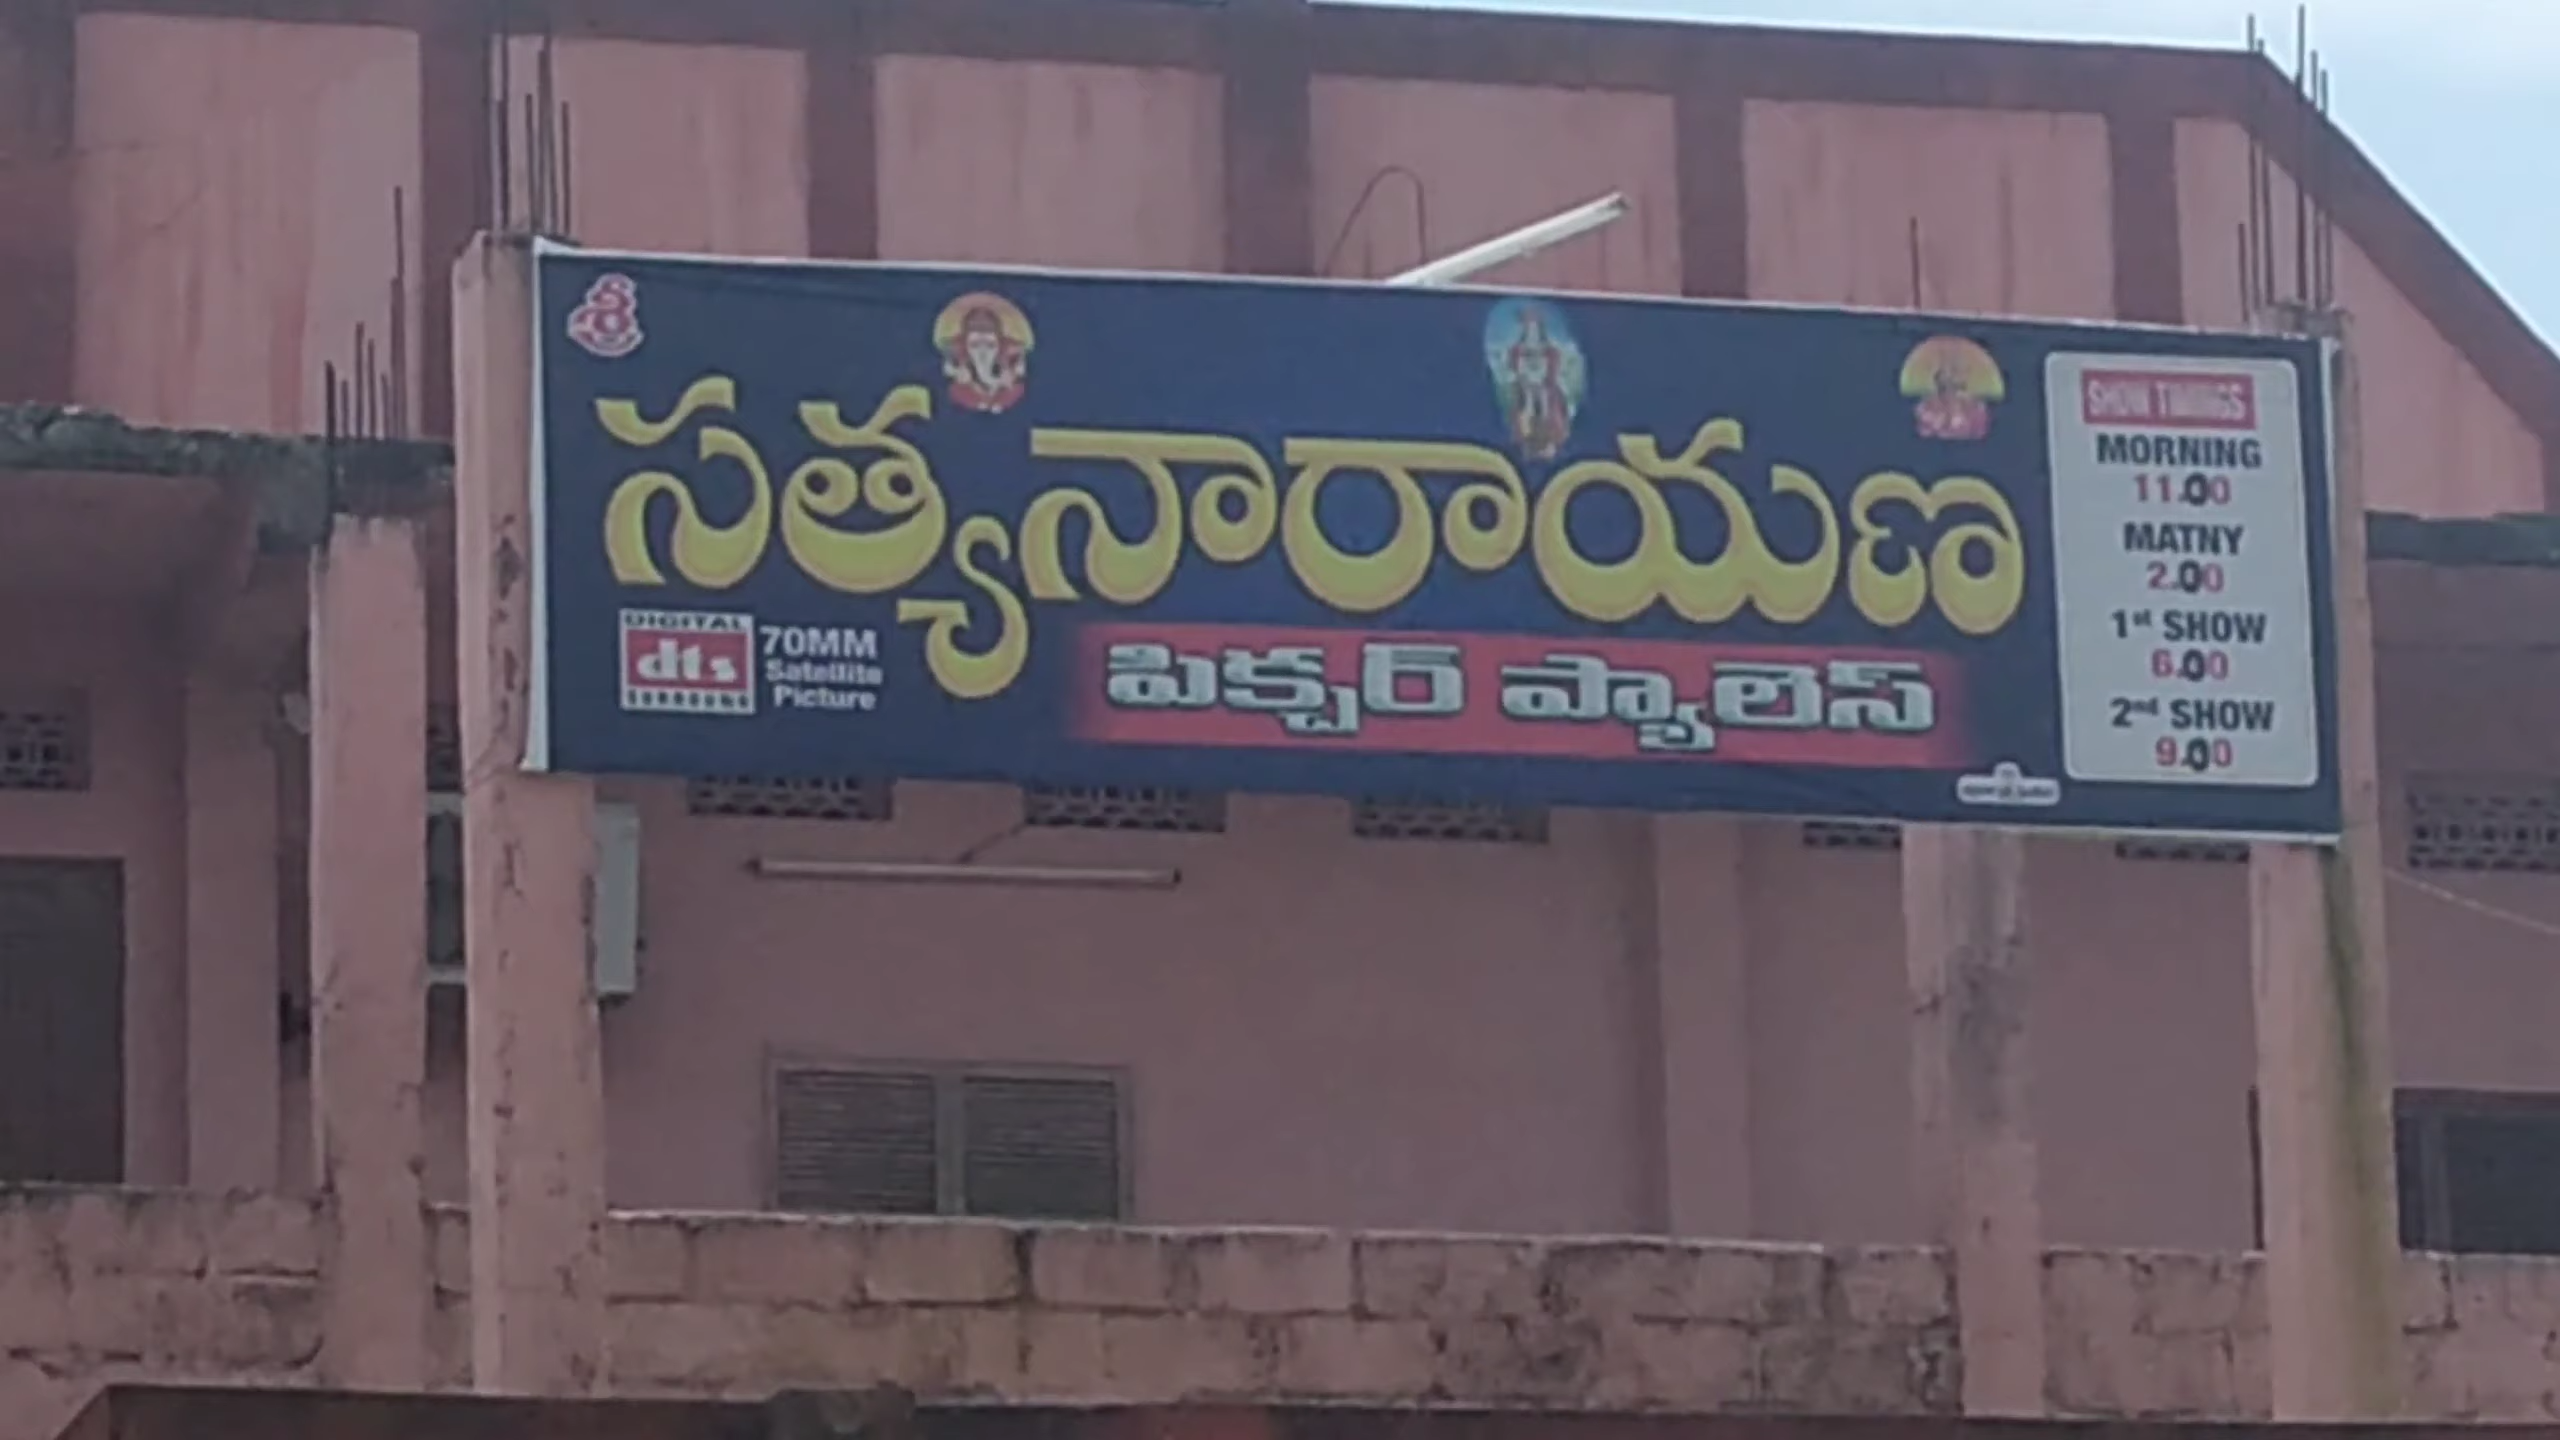 శ్రీ
సత్యనారాయణ
పిక్చర్ ప్యాలెస్
DIGITAL
dts
SURROUND
70MM
Satellite
Picture
SHOW TIMINGS
MORNING
11.00
MATNY
2.00
1st SHOW
6.00
2nd SHOW
9.00